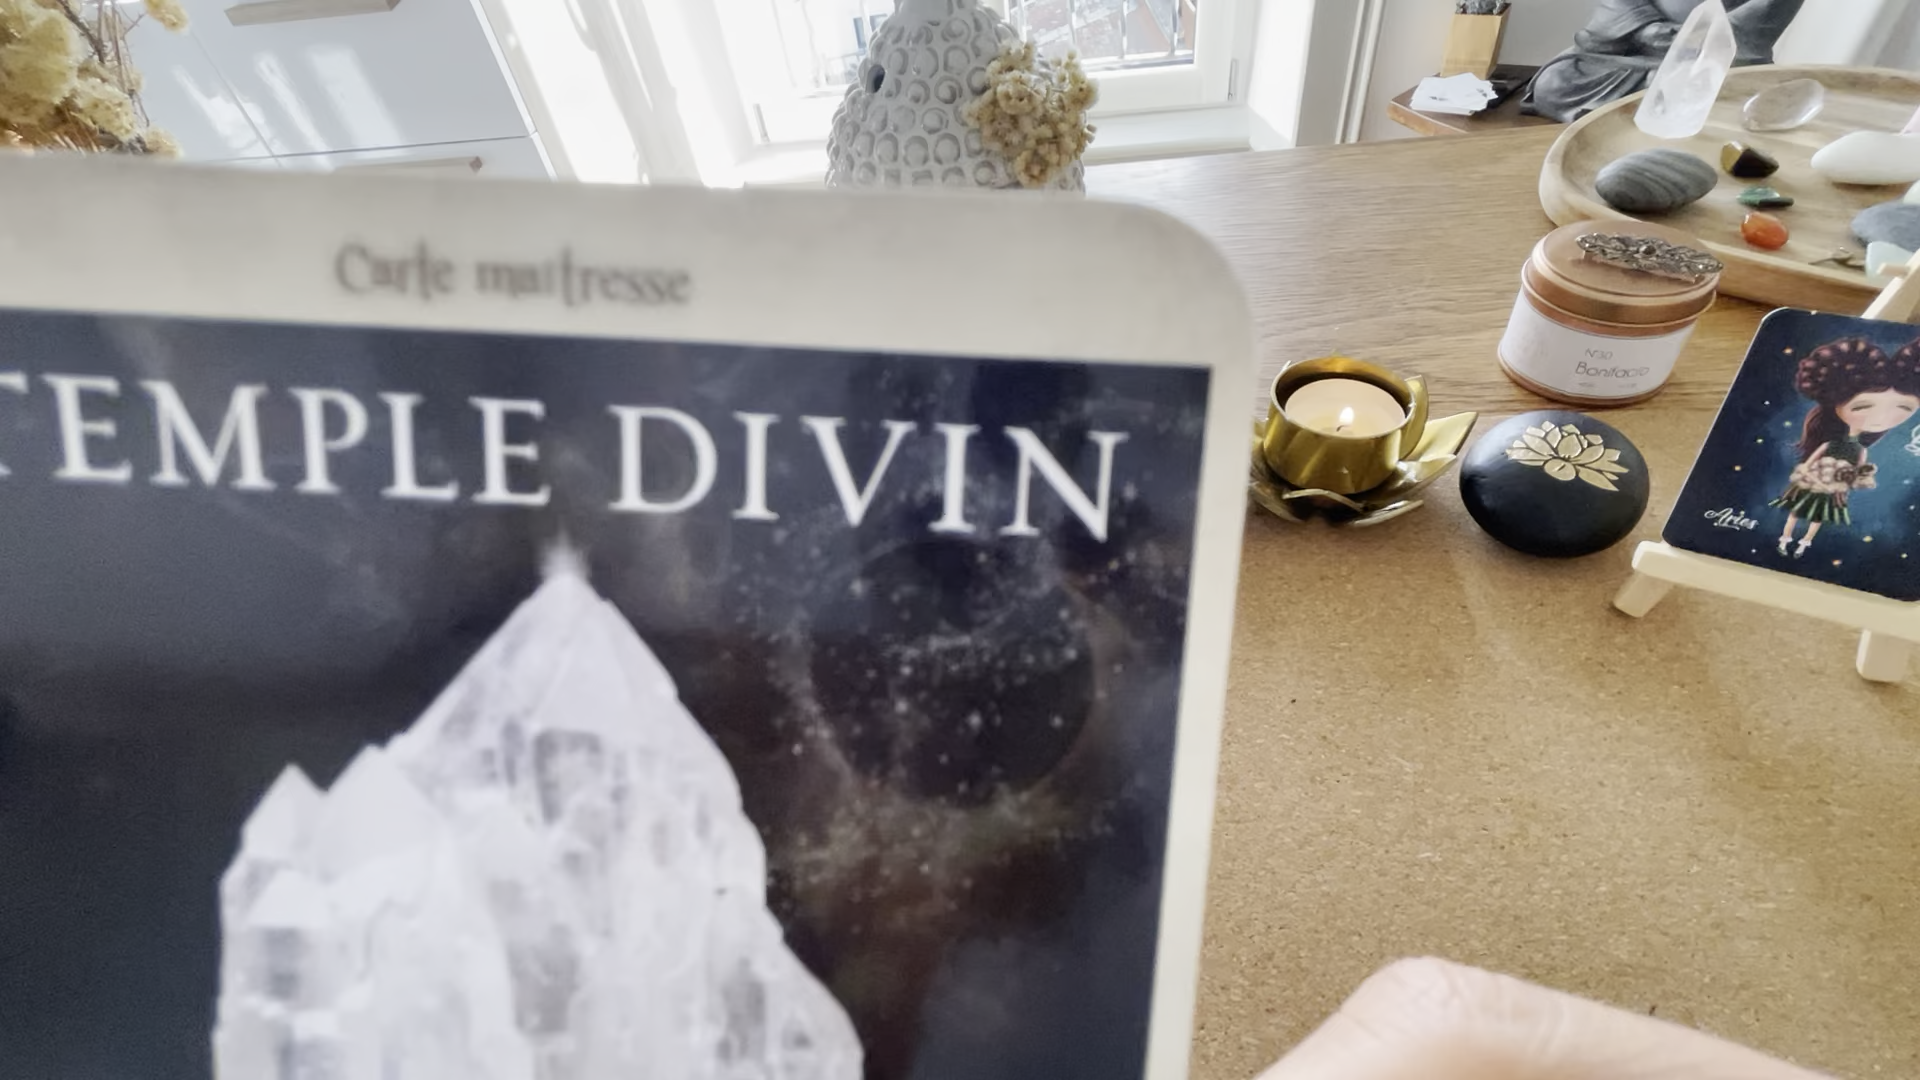 Carte maîtresse
TEMPLE DIVIN
N°30
Bonifacio
Aries